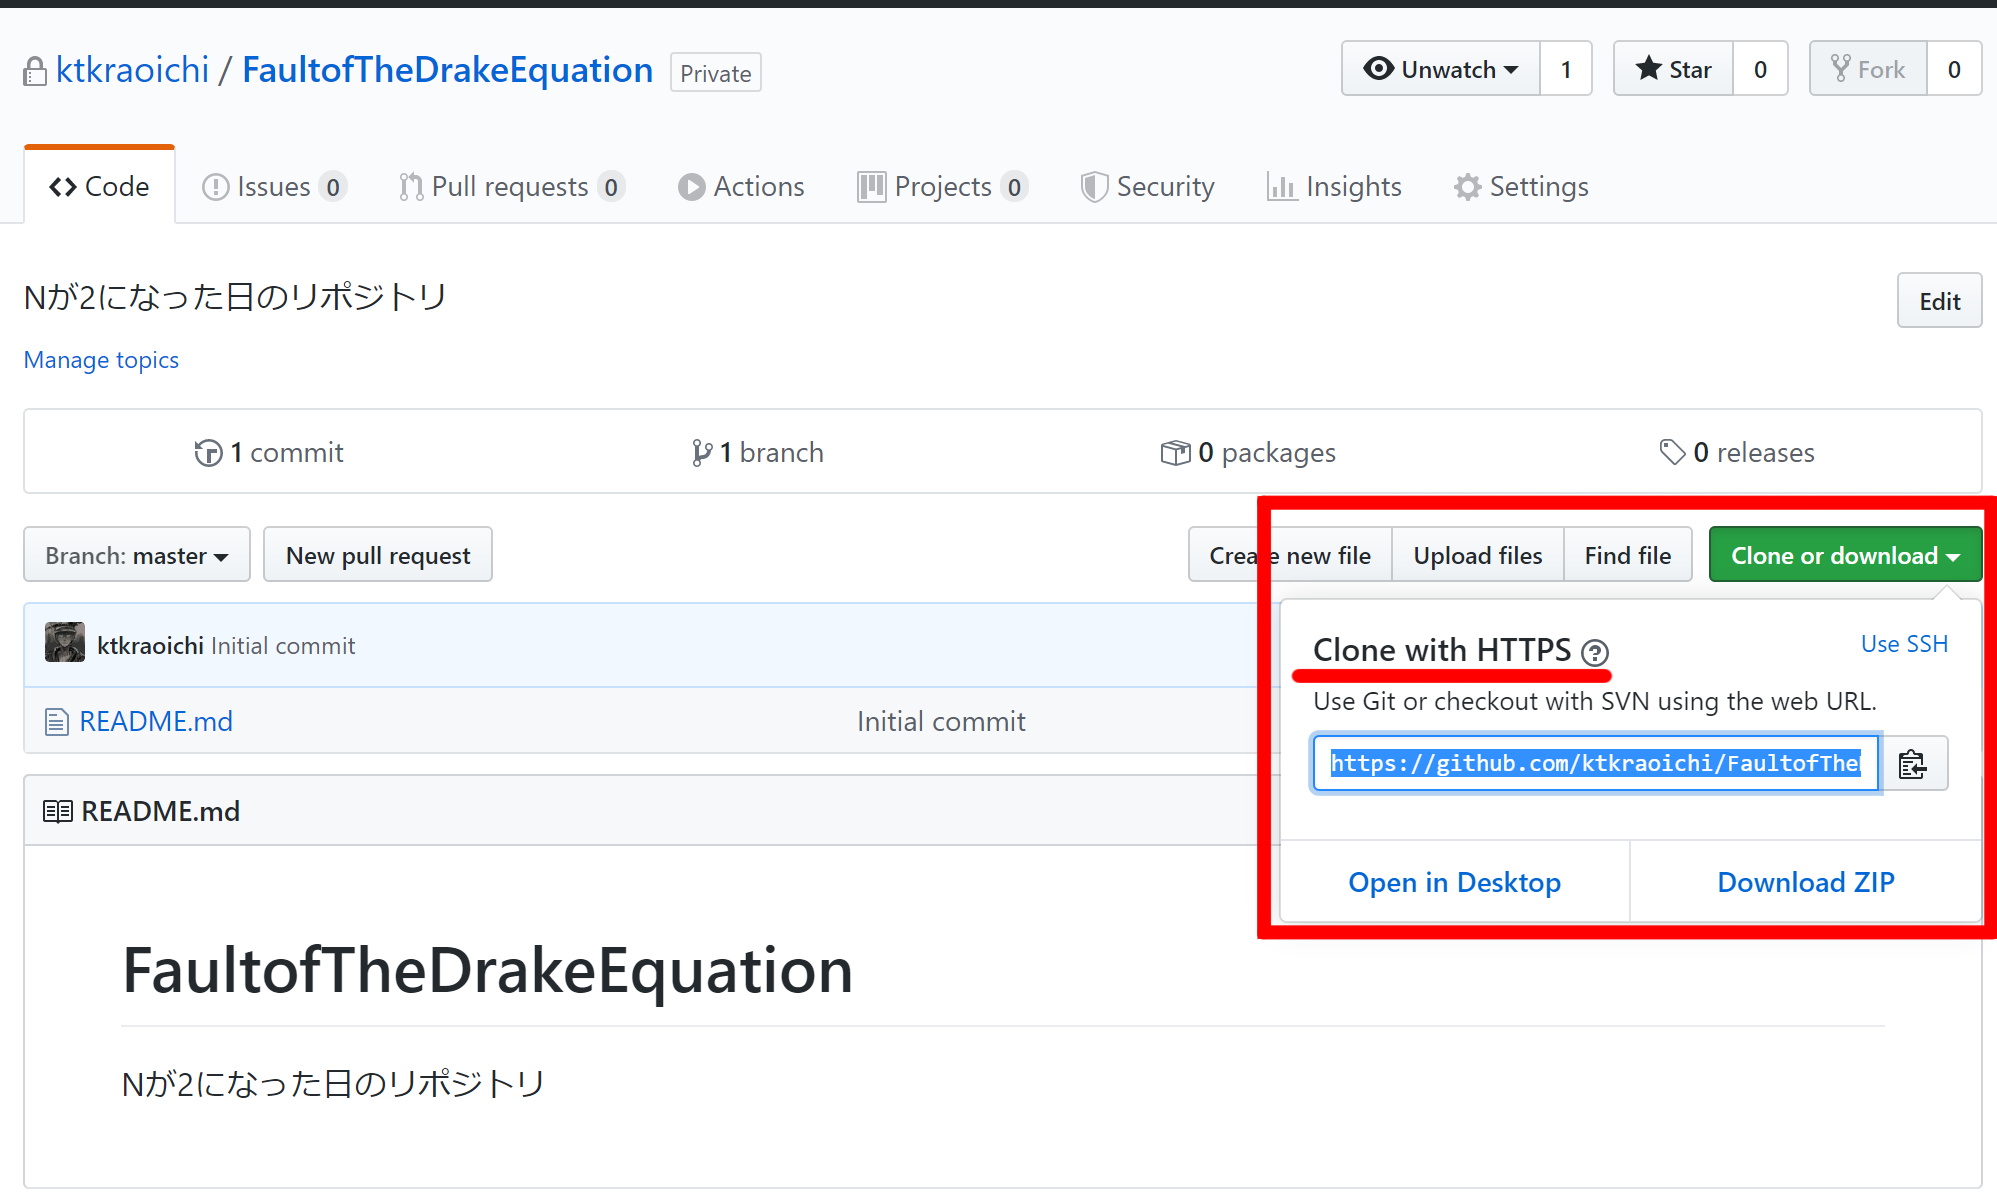 ktkraoichi / FaultofTheDrakeEquation Private Unwatch 1 Star 0 Fork 0
Code Issues 0 Pull requests 0 Actions Projects 0 Security Insights Settings
Nが2になった日のリポジトリ Edit
Manage topics
1 commit 1 branch 0 packages 0 releases
Branch: master New pull request Create new file Upload files Find file Clone or download
ktkraoichi Initial commit
README.md Initial commit
Clone with HTTPS ? Use SSH
Use Git or checkout with SVN using the web URL.
https://github.com/ktkraoichi/FaultofThe
Open in Desktop Download ZIP
README.md
FaultofTheDrakeEquation
Nが2になった日のリポジトリ